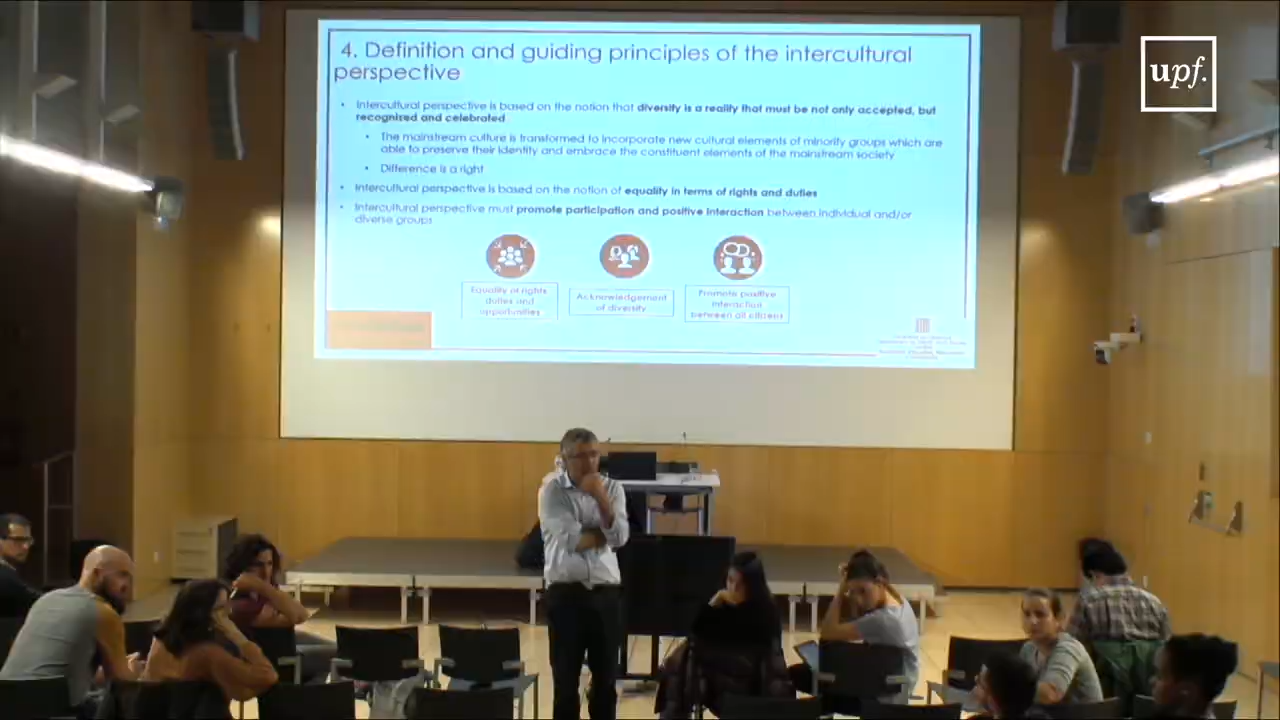 4. Definition and guiding principles of the intercultural
perspective
upf.
• Intercultural perspective is based on the notion that diversity is a reality that must be not only accepted, but
recognized and celebrated
• The mainstream culture is transformed to incorporate new cultural elements of minority groups which are
able to preserve their identity and embrace the constituent elements of the mainstream society
• Difference is a right
• Intercultural perspective is based on the notion of equality in terms of rights and duties
• Intercultural perspective must promote participation and positive interaction between individual and/or
diverse groups
Equality of rights
duties and
opportunities
Acknowledgement
of diversity
Promote positive
interaction
between all citizens